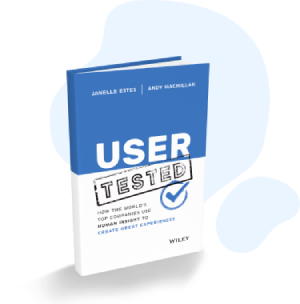 JANELLE ESTES | ANDY MACMILLAN
USER
TESTED
HOW THE WORLD'S
TOP COMPANIES USE
HUMAN INSIGHT TO
CREATE GREAT EXPERIENCES
WILEY